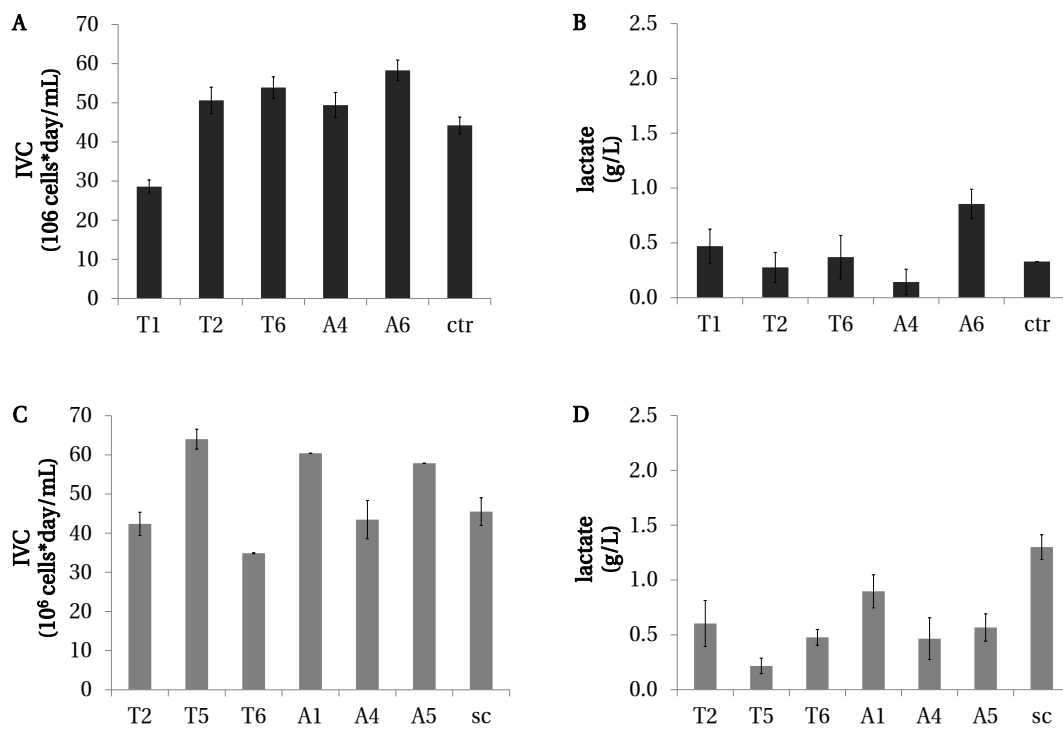 A
IVC
(106 cells*day/mL)
70
60
50
40
30
20
10
0
T1 T2 T6 A4 A6 ctr
B
lactate
(g/L)
2.5
2.0
1.5
1.0
0.5
0.0
T1 T2 T6 A4 A6 ctr
C
IVC
(10⁶ cells*day/mL)
70
60
50
40
30
20
10
0
T2 T5 T6 A1 A4 A5 sc
D
lactate
(g/L)
2.5
2.0
1.5
1.0
0.5
0.0
T2 T5 T6 A1 A4 A5 sc